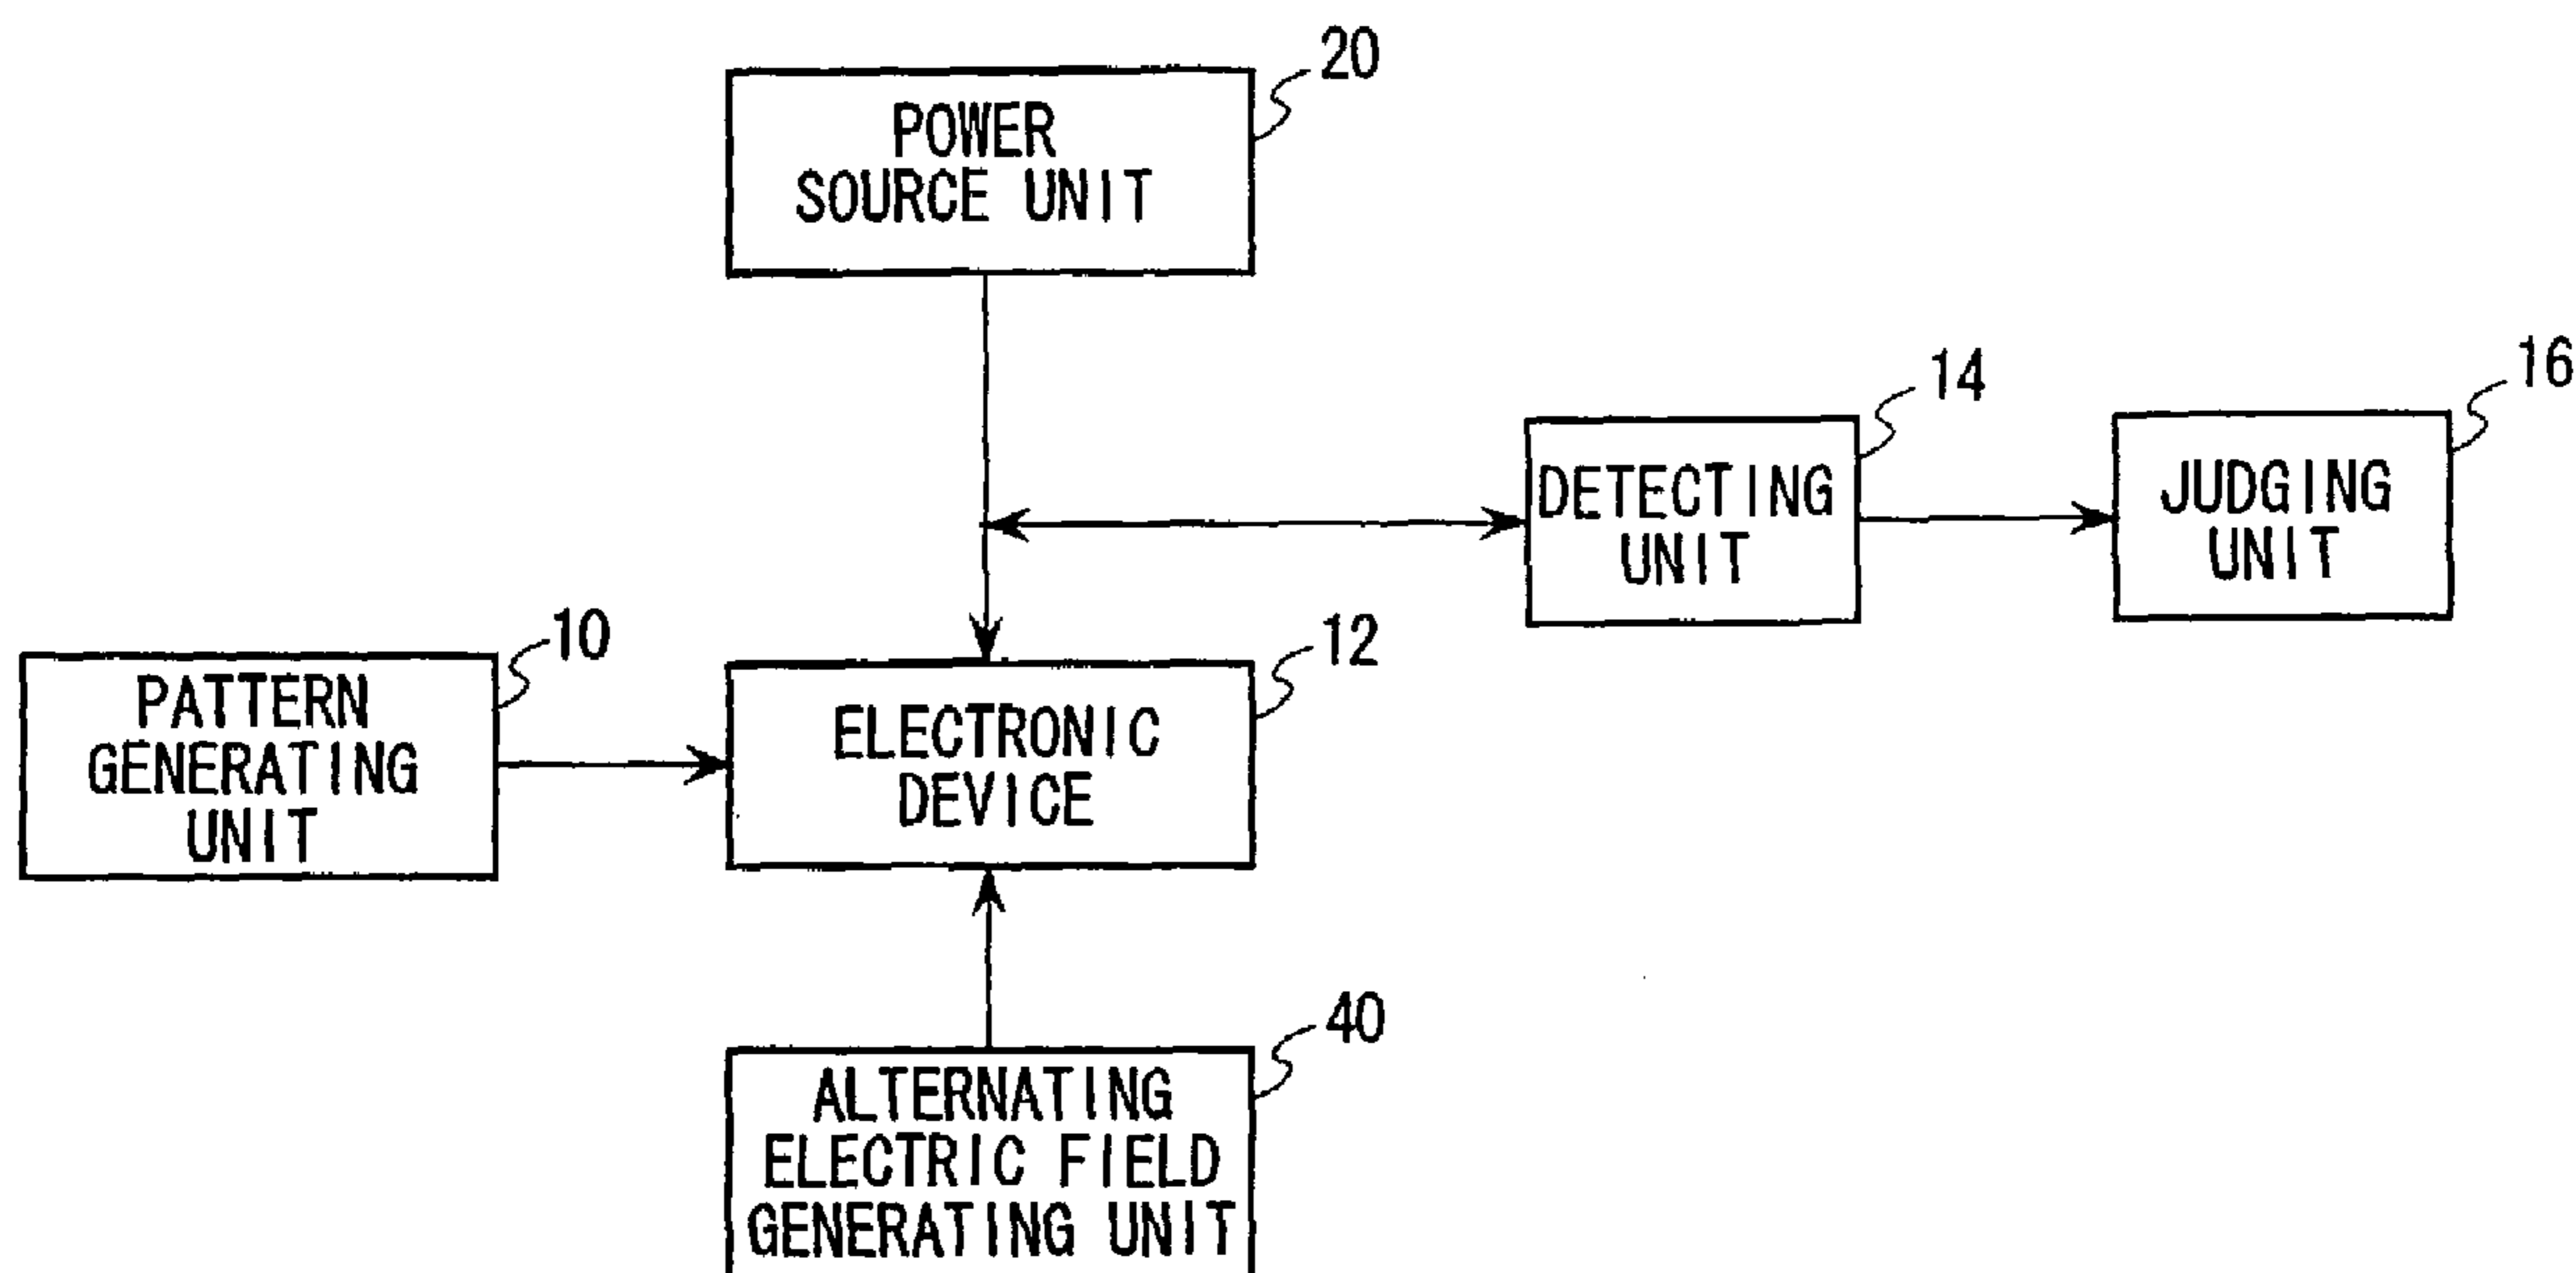 20
POWER
SOURCE UNIT
14
16
DETECTING
UNIT
JUDGING
UNIT
10
12
PATTERN
GENERATING
UNIT
ELECTRONIC
DEVICE
40
ALTERNATING
ELECTRIC FIELD
GENERATING UNIT